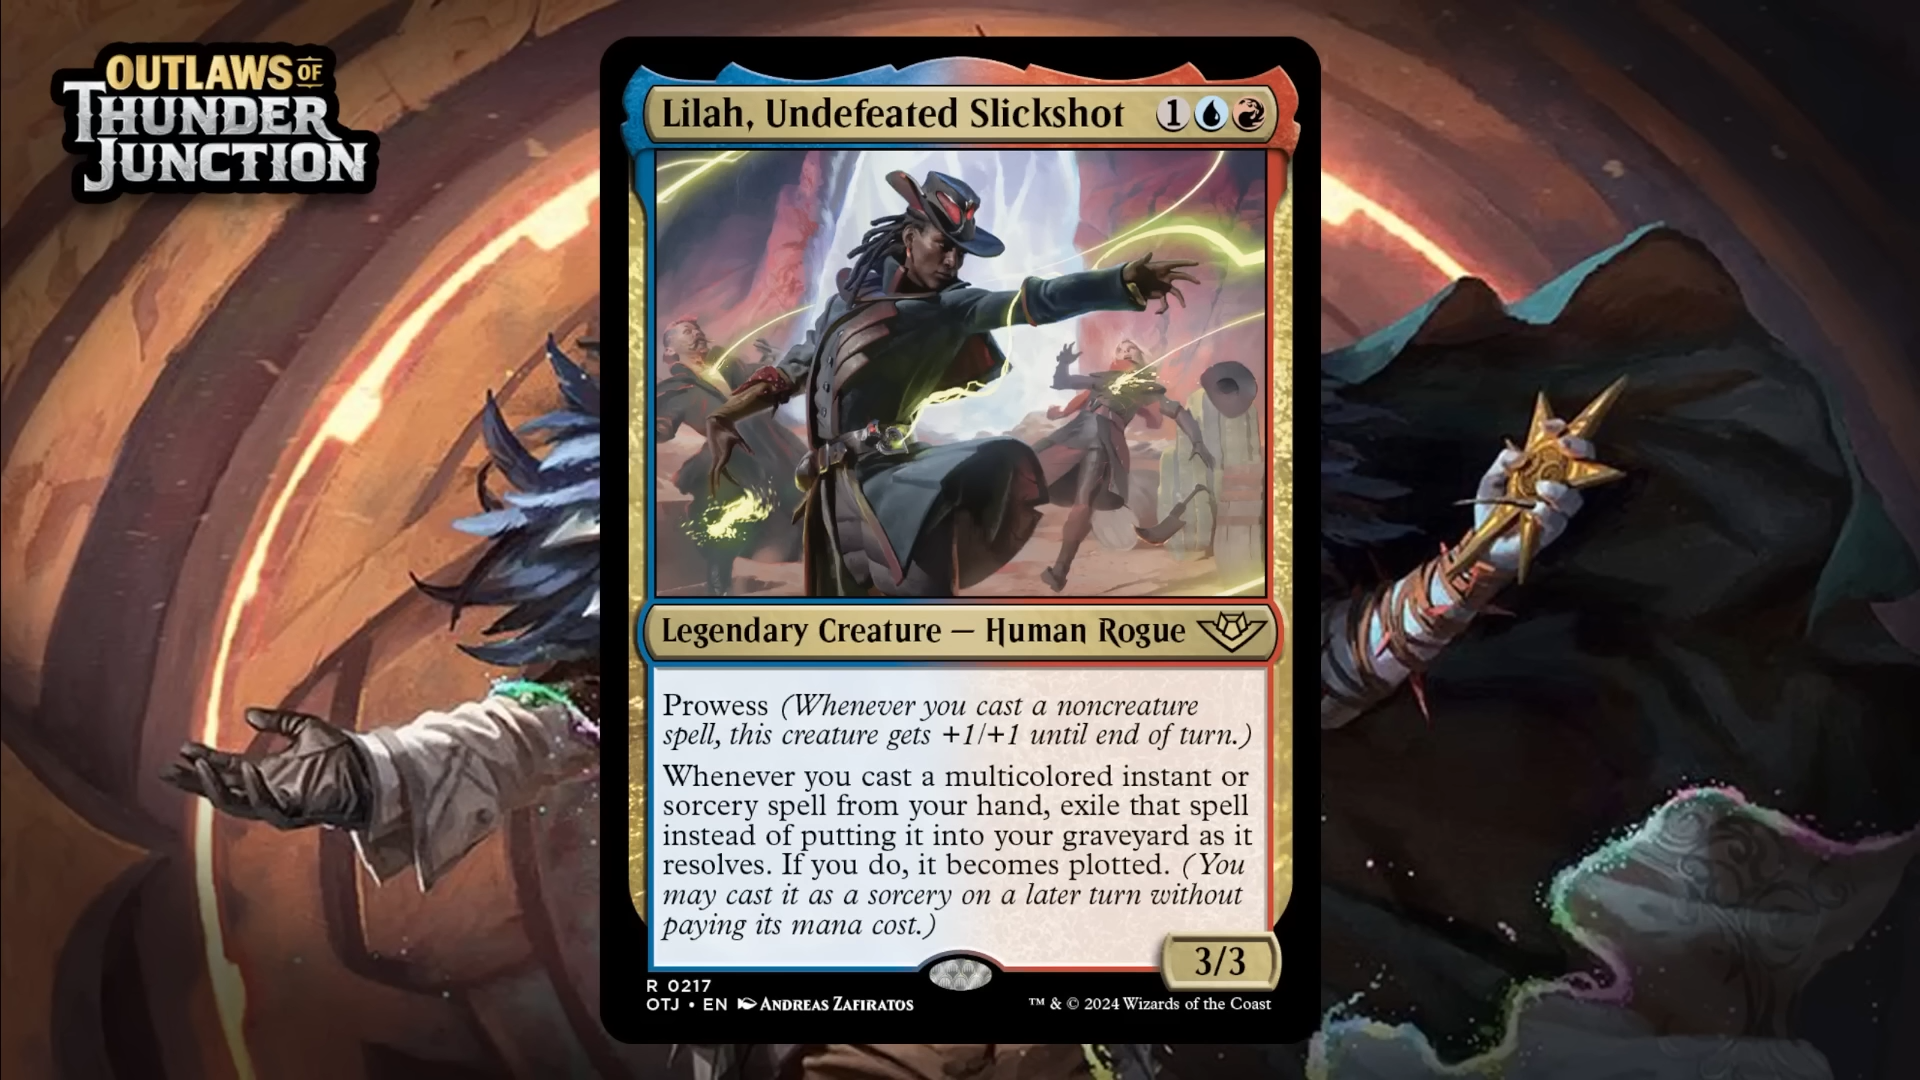 OUTLAWS OF
THUNDER
JUNCTION
Lilah, Undefeated Slickshot 1
Legendary Creature — Human Rogue
Prowess (Whenever you cast a noncreature
spell, this creature gets +1/+1 until end of turn.)
Whenever you cast a multicolored instant or
sorcery spell from your hand, exile that spell
instead of putting it into your graveyard as it
resolves. If you do, it becomes plotted. (You
may cast it as a sorcery on a later turn without
paying its mana cost.)
3/3
R 0217
OTJ • EN ANDREAS ZAFIRATOS
™ & © 2024 Wizards of the Coast